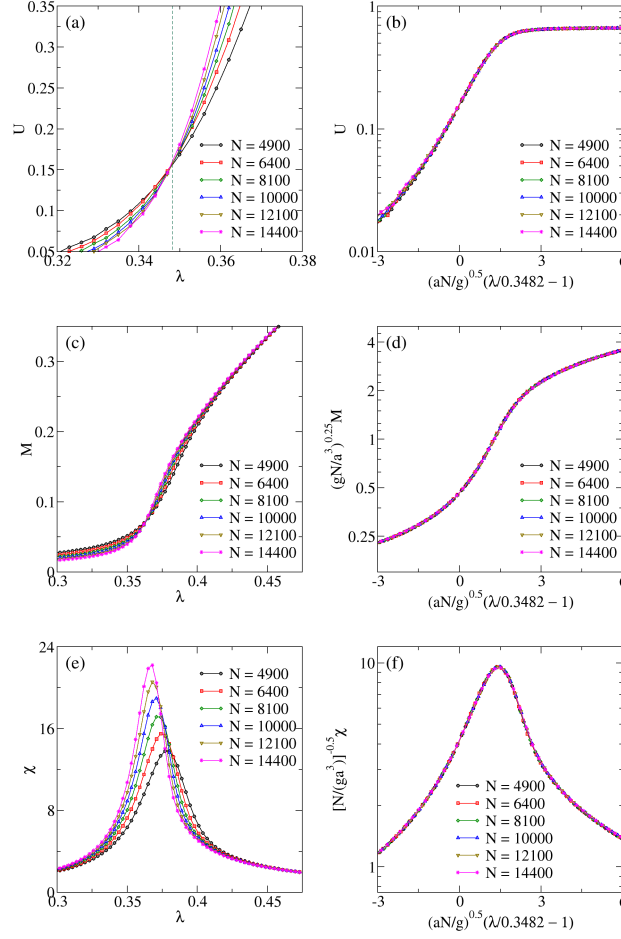 (a)
0.35
0.3
0.25
0.2
0.15
0.1
0.05
U
N = 4900
N = 6400
N = 8100
N = 10000
N = 12100
N = 14400
0.32 0.34 0.36 0.38
λ
(b)
1
0.1
0.01
U
N = 4900
N = 6400
N = 8100
N = 10000
N = 12100
N = 14400
-3 0 3 6
(aN/g)^0.5(λ/0.3482 − 1)
(c)
0.3
0.2
0.1
0
M
N = 4900
N = 6400
N = 8100
N = 10000
N = 12100
N = 14400
0.3 0.35 0.4 0.45
λ
(d)
4
2
1
0.5
0.25
(gN/a^3)^0.25M
N = 4900
N = 6400
N = 8100
N = 10000
N = 12100
N = 14400
-3 0 3 6
(aN/g)^0.5(λ/0.3482 − 1)
(e)
24
18
12
6
0
χ
N = 4900
N = 6400
N = 8100
N = 10000
N = 12100
N = 14400
0.3 0.35 0.4 0.45
λ
(f)
10
1
[N/(ga^3)]^-0.5χ
N = 4900
N = 6400
N = 8100
N = 10000
N = 12100
N = 14400
-3 0 3 6
(aN/g)^0.5(λ/0.3482 − 1)